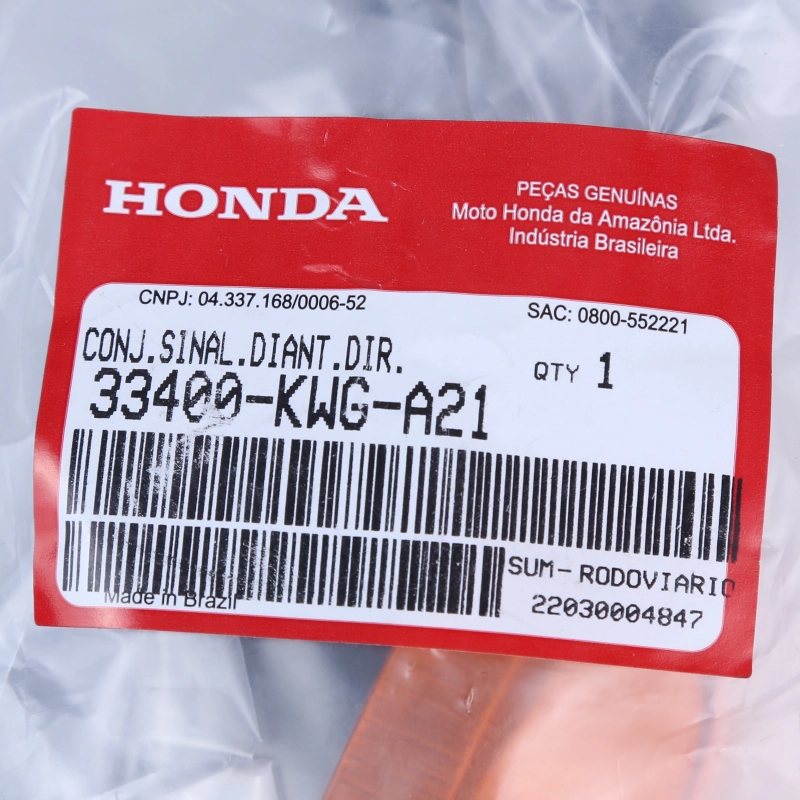 HONDA
PEÇAS GENUÍNAS
Moto Honda da Amazônia Ltda.
Indústria Brasileira
CNPJ: 04.337.168/0006-52
SAC: 0800-552221
CONJ.SINAL.DIANT.DIR.
QTY 1
33400-KWG-A21
SUM-RODOVIARIO
22030004847
Made in Brazil